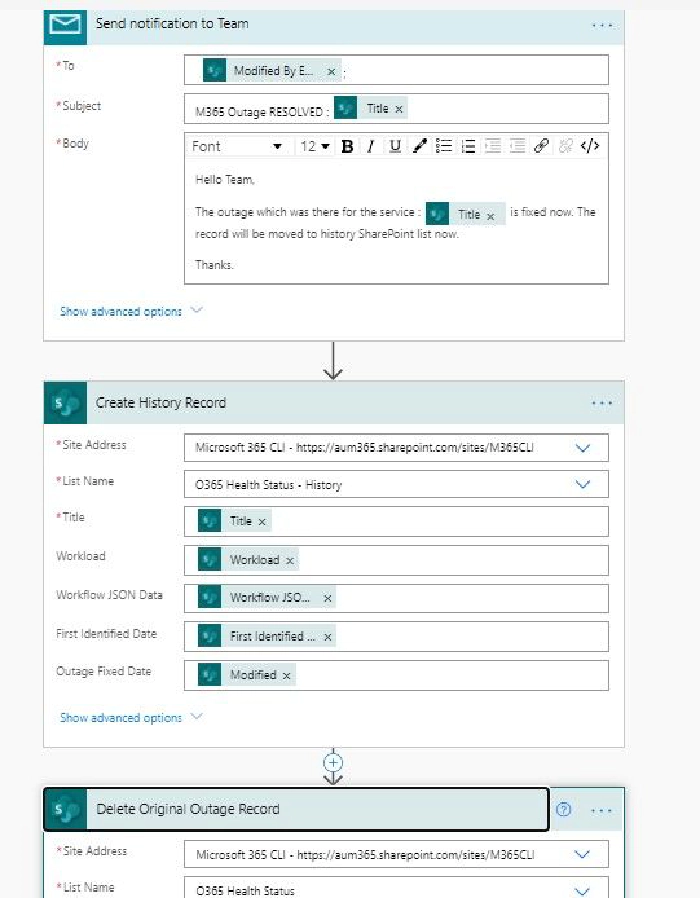 Send notification to Team
...
*To
Modified By E... × ;
*Subject
M365 Outage RESOLVED : Title ×
*Body
Font 12 B I U </>
Hello Team,
The outage which was there for the service : Title × is fixed now. The
record will be moved to history SharePoint list now.
Thanks.
Show advanced options
Create History Record
...
*Site Address
Microsoft 365 CLI - https://aum365.sharepoint.com/sites/M365CLI
*List Name
O365 Health Status - History
*Title
Title ×
Workload
Workload ×
Workflow JSON Data
Workflow JSO... ×
First Identified Date
First Identified ... ×
Outage Fixed Date
Modified ×
Show advanced options
Delete Original Outage Record
? ...
*Site Address
Microsoft 365 CLI - https://aum365.sharepoint.com/sites/M365CLI
*List Name
O365 Health Status